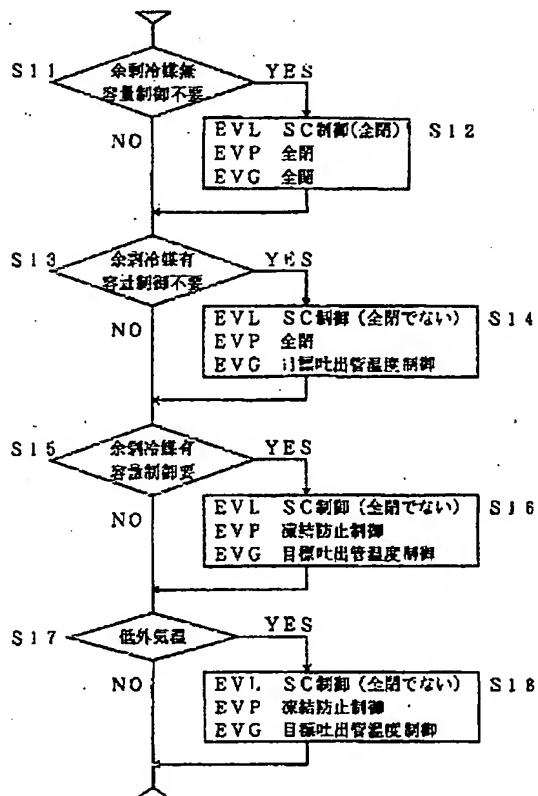 S11
余剰冷媒無
容量制御不要
YES
NO
EVL SC制御(全閉)
EVP 全閉
EVG 全閉
S12
S13
余剰冷媒有
容量制御不要
YES
NO
EVL SC制御(全閉でない)
EVP 全閉
EVG 目標吐出管温度制御
S14
S15
余剰冷媒有
容量制御要
YES
NO
EVL SC制御(全閉でない)
EVP 凍結防止制御
EVG 目標吐出管温度制御
S16
S17
低外気温
YES
NO
EVL SC制御(全閉でない)
EVP 凍結防止制御
EVG 目標吐出管温度制御
S18